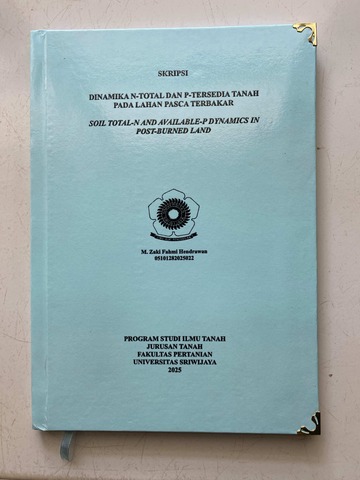 SKRIPSI
DINAMIKA N-TOTAL DAN P-TERSEDIA TANAH
PADA LAHAN PASCA TERBAKAR
SOIL TOTAL-N AND AVAILABLE-P DYNAMICS IN
POST-BURNED LAND
M. Zaki Fahmi Hendrawan
05101282025022
PROGRAM STUDI ILMU TANAH
JURUSAN TANAH
FAKULTAS PERTANIAN
UNIVERSITAS SRIWIJAYA
2025